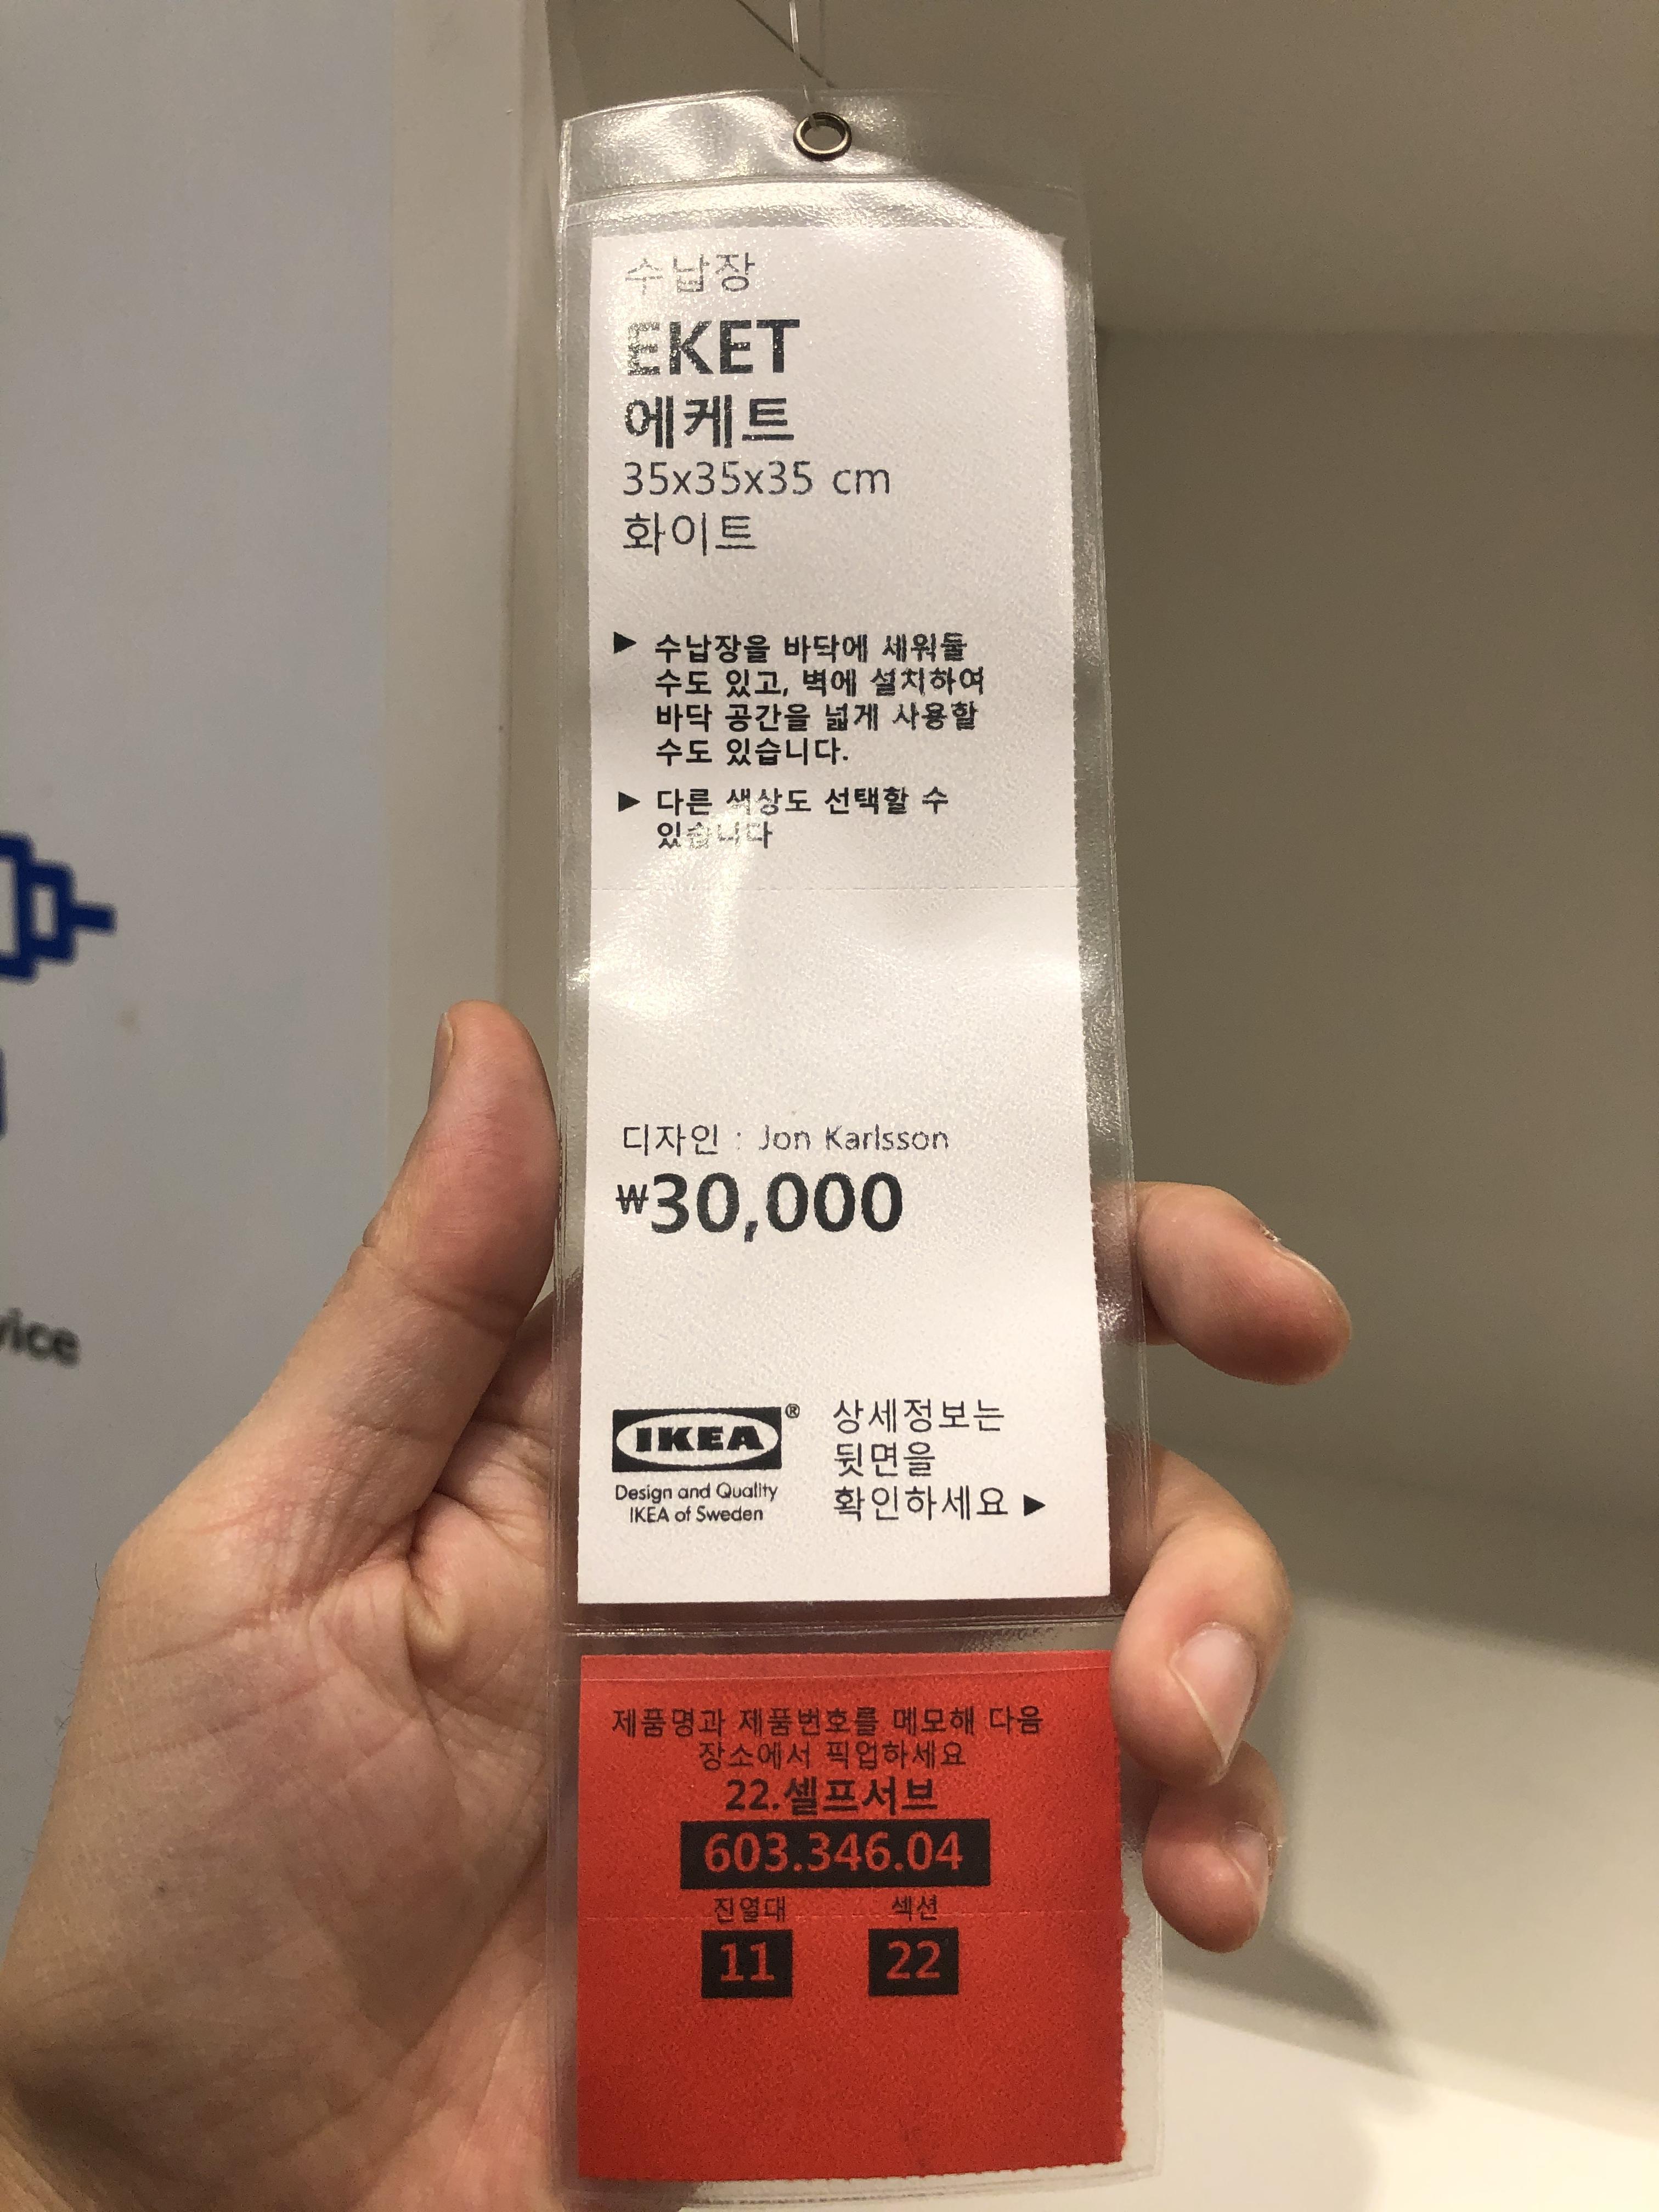 수납장
EKET
에케트
35x35x35 cm
화이트
▶ 수납장을 바닥에 세워둘
수도 있고, 벽에 설치하여
바닥 공간을 넓게 사용할
수도 있습니다.
▶ 다른 색상도 선택할 수
있습니다
디자인 : Jon Karlsson
₩30,000
IKEA®
Design and Quality
IKEA of Sweden
상세정보는
뒷면을
확인하세요 ▶
제품명과 제품번호를 메모해 다음
장소에서 픽업하세요
22.셀프서브
603.346.04
진열대 섹션
11 22